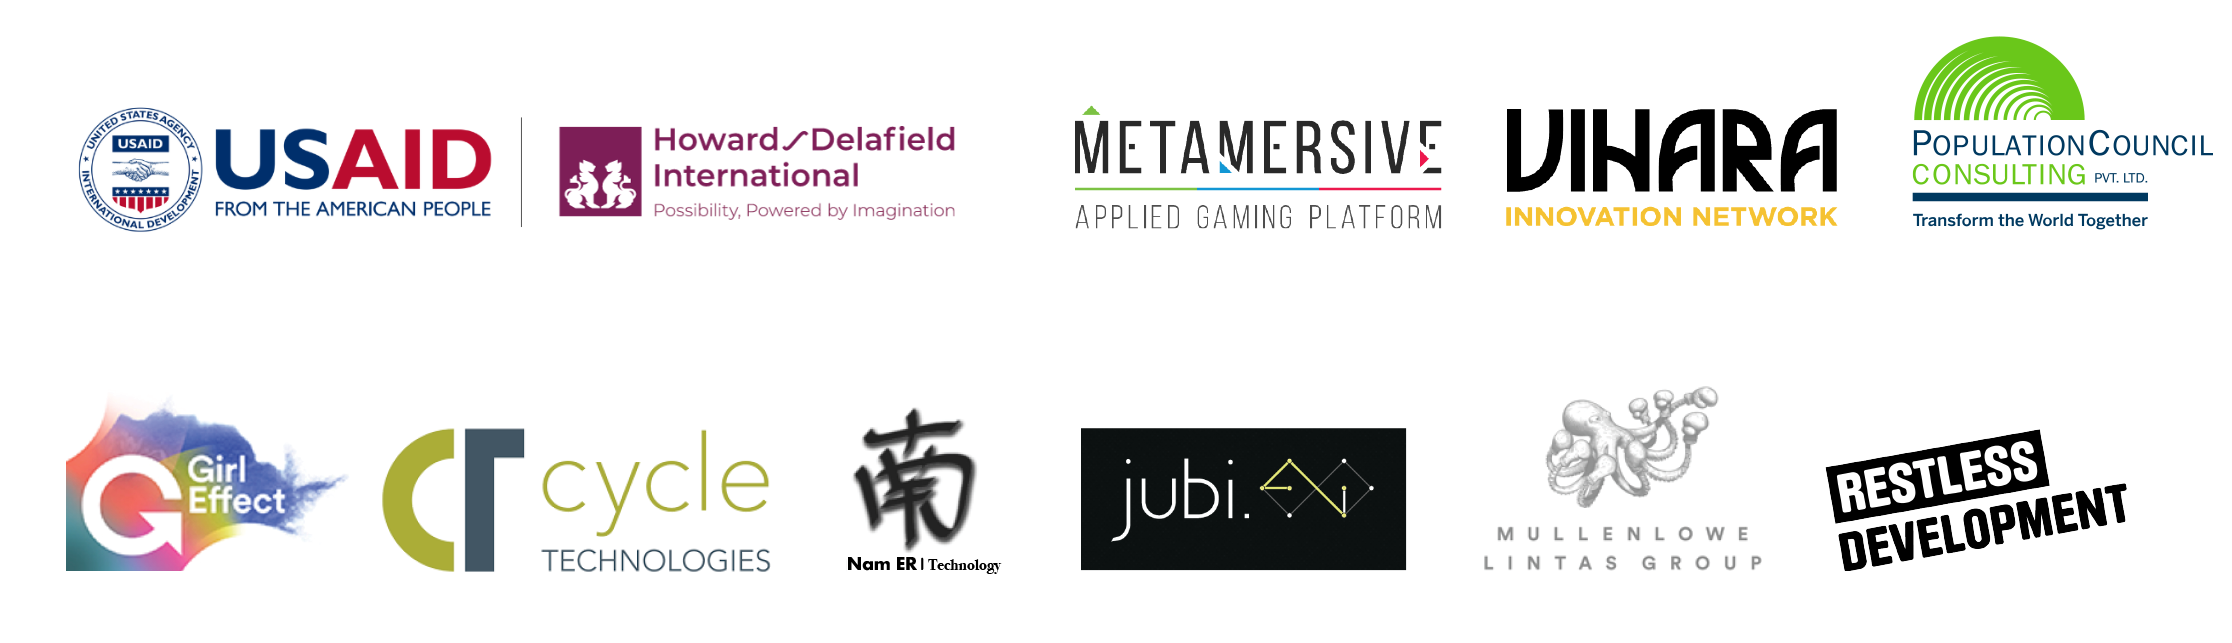 UNITED STATES AGENCY
USAID
INTERNATIONAL DEVELOPMENT
USAID
FROM THE AMERICAN PEOPLE
Howard Delafield
International
Possibility, Powered by Imagination
METAMERSIVE
APPLIED GAMING PLATFORM
VIHARA
INNOVATION NETWORK
POPULATION COUNCIL
CONSULTING PVT. LTD.
Transform the World Together
Girl
Effect
CT
cycle
TECHNOLOGIES
南
Nam ER | Technology
jubi.
MULLENLOWE
LINTAS GROUP
RESTLESS
DEVELOPMENT